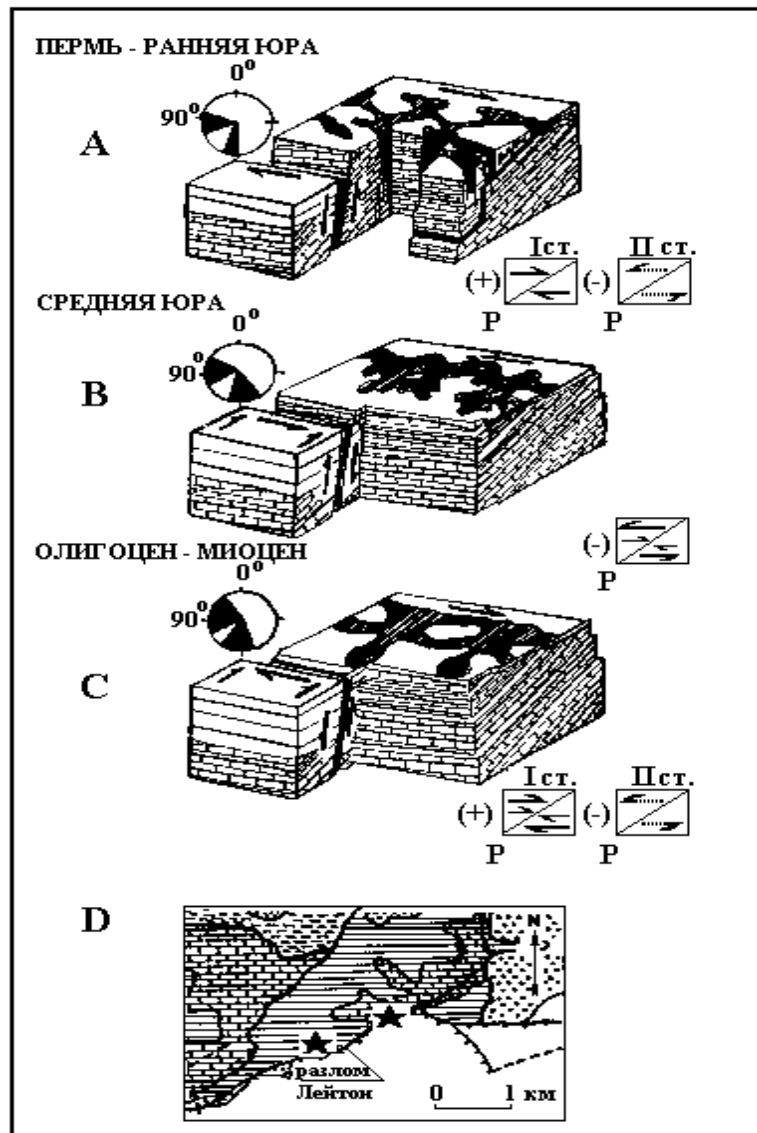 ПЕРМЬ - РАННЯЯ ЮРА
0°
90°
A
Iст. IIст.
(+) (-)
P P
СРЕДНЯЯ ЮРА
0°
90°
B
(-)
P
ОЛИГОЦЕН - МИОЦЕН
0°
90°
C
Iст. IIст.
(+) (-)
P P
D
N
разлом
Лейтон
0 1 км